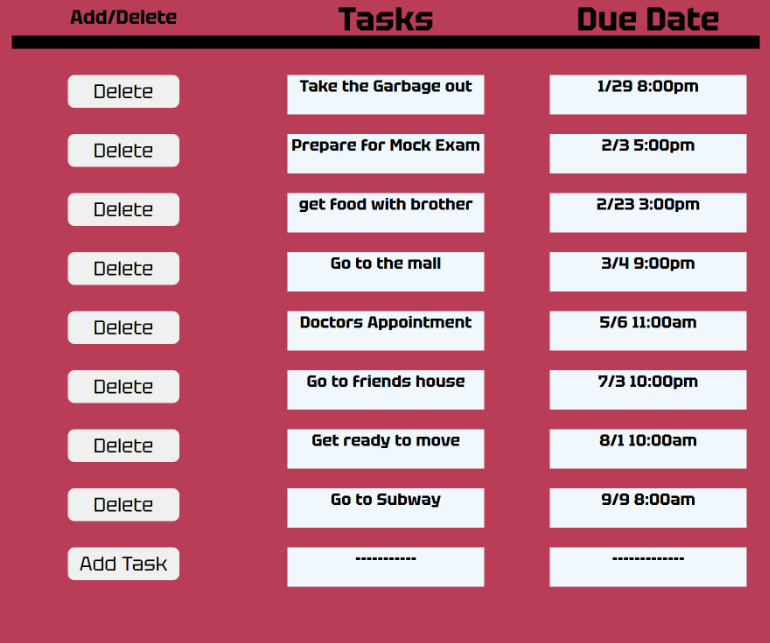 Add/Delete Tasks Due Date
Delete Take the Garbage out 1/29 8:00pm
Delete Prepare for Mock Exam 2/3 5:00pm
Delete get food with brother 2/23 3:00pm
Delete Go to the mall 3/4 9:00pm
Delete Doctors Appointment 5/6 11:00am
Delete Go to friends house 7/3 10:00pm
Delete Get ready to move 8/1 10:00am
Delete Go to Subway 9/9 8:00am
Add Task ----------- -------------